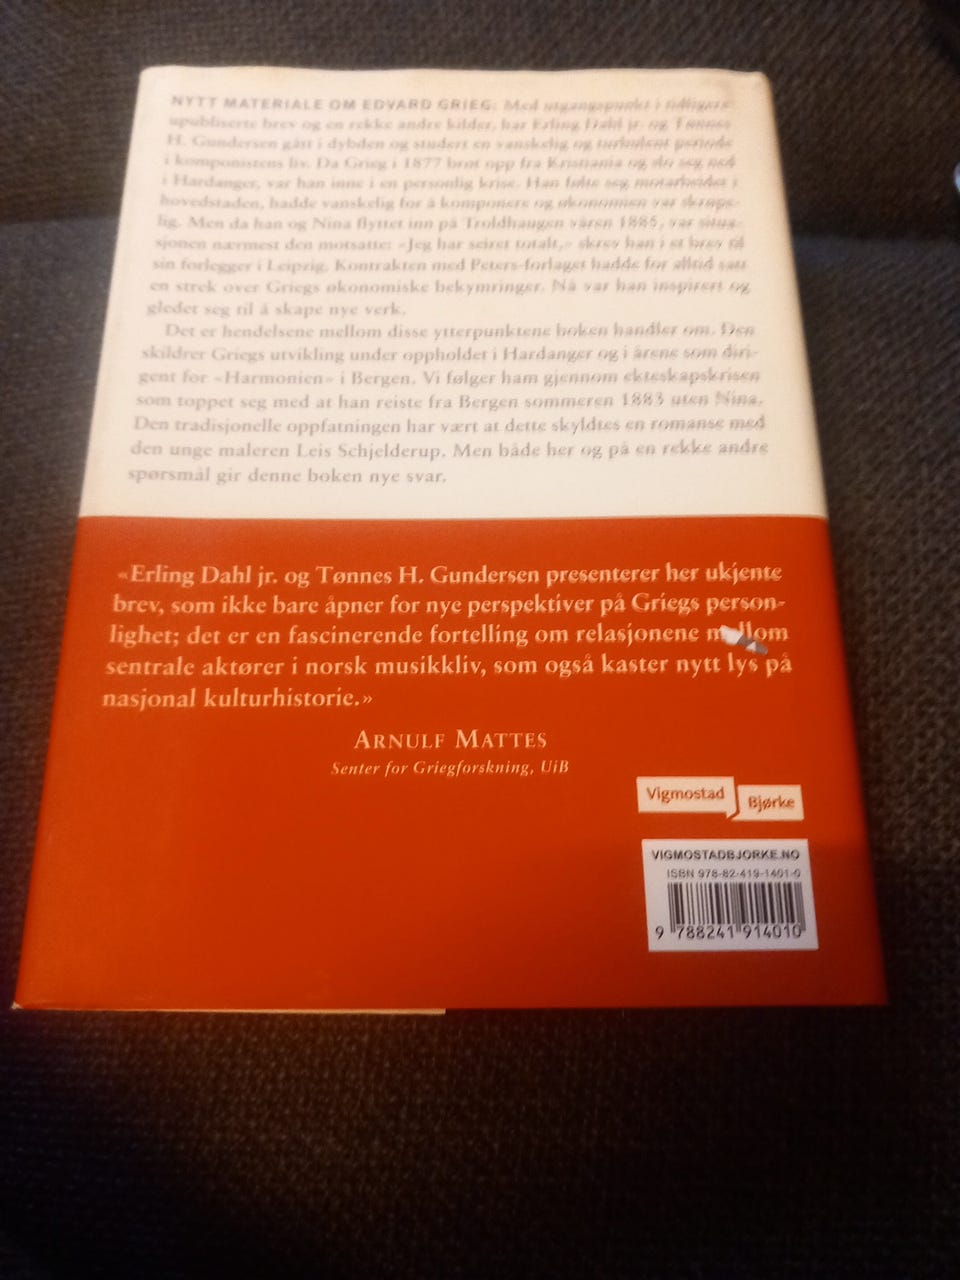 NYTT MATERIALE OM EDVARD GRIEG: Med utgangspunkt i tidligere
upubliserte brev og en rekke andre kilder, har Erling Dahl jr. og Tønnes
H. Gundersen gått i dybden og studert en vanskelig og turbulent periode
i komponistens liv. Da Grieg i 1877 brøt opp fra Kristiania og slo seg ned
i Hardanger, var han inne i en personlig krise. Han følte seg motarbeidet i
hovedstaden, hadde vanskelig for å komponere og økonomien var skrøpe-
lig. Men da han og Nina flyttet inn på Troldhaugen våren 1885, var situa-
sjonen nærmest den motsatte: «Jeg har seiret totalt,» skrev han i et brev til
sin forlegger i Leipzig. Kontrakten med Peters-forlaget hadde for alltid satt
en strek over Griegs økonomiske bekymringer. Nå var han inspirert og
gledet seg til å skape nye verk.
Det er hendelsene mellom disse ytterpunktene boken handler om. Den
skildrer Griegs utvikling under oppholdet i Hardanger og i årene som diri-
gent for «Harmonien» i Bergen. Vi følger ham gjennom ekteskapskrisen
som toppet seg med at han reiste fra Bergen sommeren 1883 uten Nina.
Den tradisjonelle oppfatningen har vært at dette skyldtes en romanse med
den unge maleren Leis Schjelderup. Men både her og på en rekke andre
spørsmål gir denne boken nye svar.
«Erling Dahl jr. og Tønnes H. Gundersen presenterer her ukjente
brev, som ikke bare åpner for nye perspektiver på Griegs person-
lighet; det er en fascinerende fortelling om relasjonene mellom
sentrale aktører i norsk musikkliv, som også kaster nytt lys på
nasjonal kulturhistorie.»
ARNULF MATTES
Senter for Griegforskning, UiB
Vigmostad Bjørke
VIGMOSTADBJORKE.NO
ISBN 978-82-419-1401-0
9 788241 914010